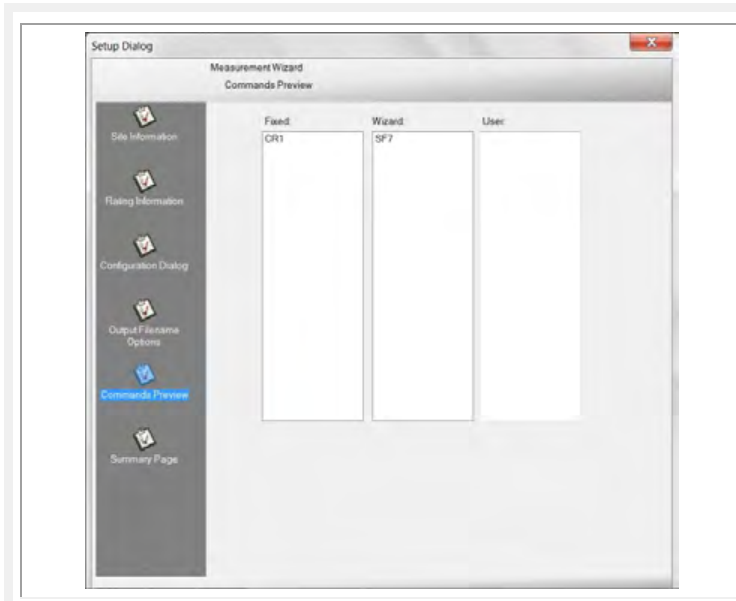 Setup Dialog
X
Measurement Wizard
Commands Preview
Site Information
Rating Information
Configuration Dialog
Output Filename
Options
Commands Preview
Summary Page
Fixed:
Wizard:
User:
CR1
SF7